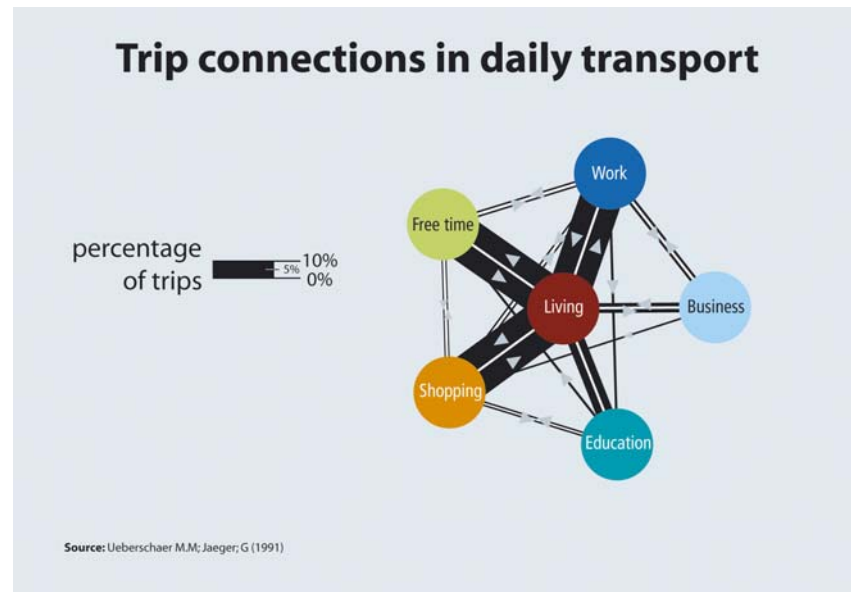 Trip connections in daily transport
Work
Free time
percentage
of trips
5%
10%
0%
Living
Business
Shopping
Education
Source: Ueberschaer M.M; Jaeger; G (1991)